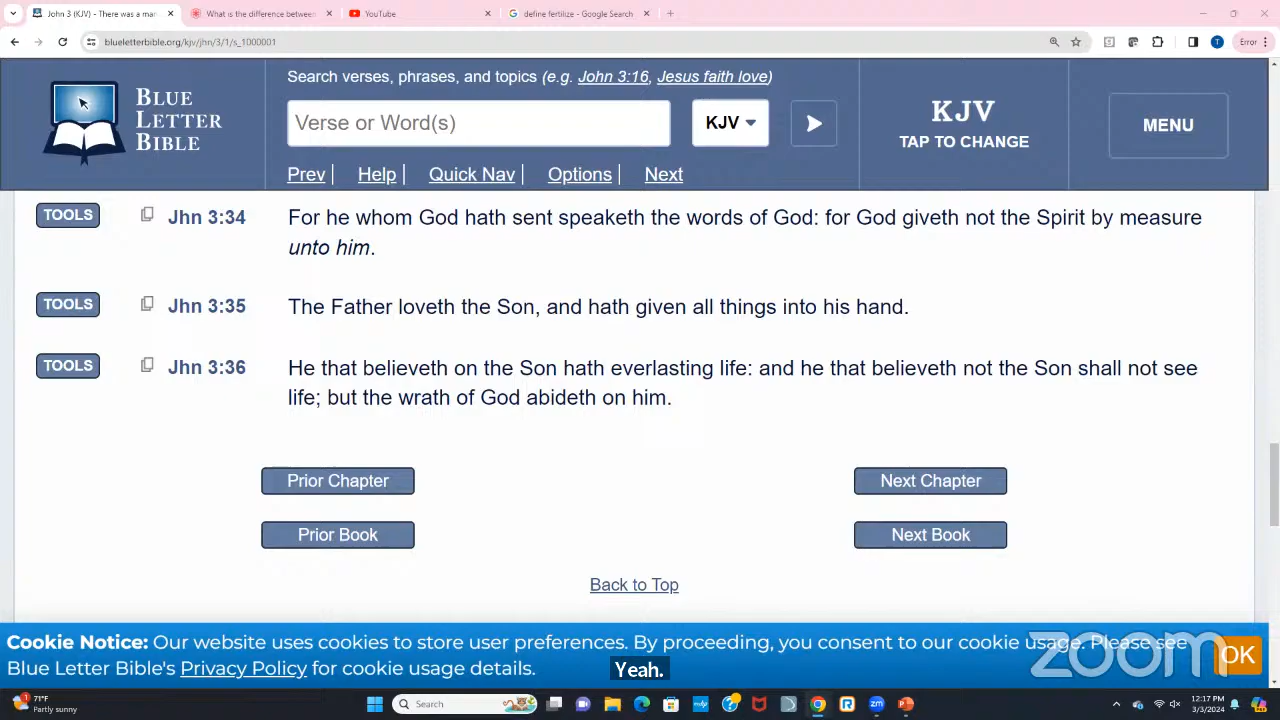 John 3 (KJV) - There was a ma
What is the difference between
YouTube
define fertilize - Google Search
blueletterbible.org/kjv/jhn/3/1/s_1000001
Error
Search verses, phrases, and topics (e.g. John 3:16, Jesus faith love)
BLUE
LETTER
BIBLE
Verse or Word(s)
KJV
KJV
TAP TO CHANGE
MENU
Prev | Help | Quick Nav | Options | Next
TOOLS Jhn 3:34 For he whom God hath sent speaketh the words of God: for God giveth not the Spirit by measure
unto him.
TOOLS Jhn 3:35 The Father loveth the Son, and hath given all things into his hand.
TOOLS Jhn 3:36 He that believeth on the Son hath everlasting life: and he that believeth not the Son shall not see
life; but the wrath of God abideth on him.
Prior Chapter
Next Chapter
Prior Book
Next Book
Back to Top
Cookie Notice: Our website uses cookies to store user preferences. By proceeding, you consent to our cookie usage. Please see
Blue Letter Bible's Privacy Policy for cookie usage details.
OK
zoom
Yeah.
1
71°F
Partly sunny
Search
12:17 PM
3/3/2024